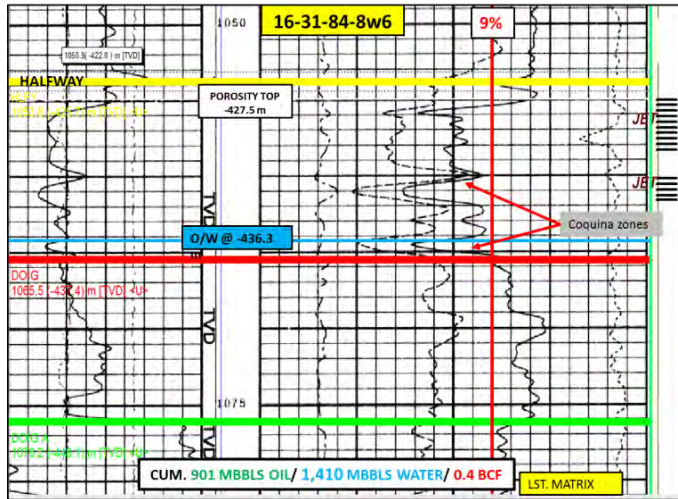 1050
16-31-84-8w6
9%
1050.9( -422.0 ) m [TVD]
HALFWAY
POROSITY TOP
-427.5 m
JET
JET
TVD
Coquina zones
O/W @ -436.3
DOIG
1065.5 (-437.4) m [TVD] <U>
TVD
1075
DOIG A
TVD
CUM. 901 MBBLS OIL/ 1,410 MBBLS WATER/ 0.4 BCF
LST. MATRIX